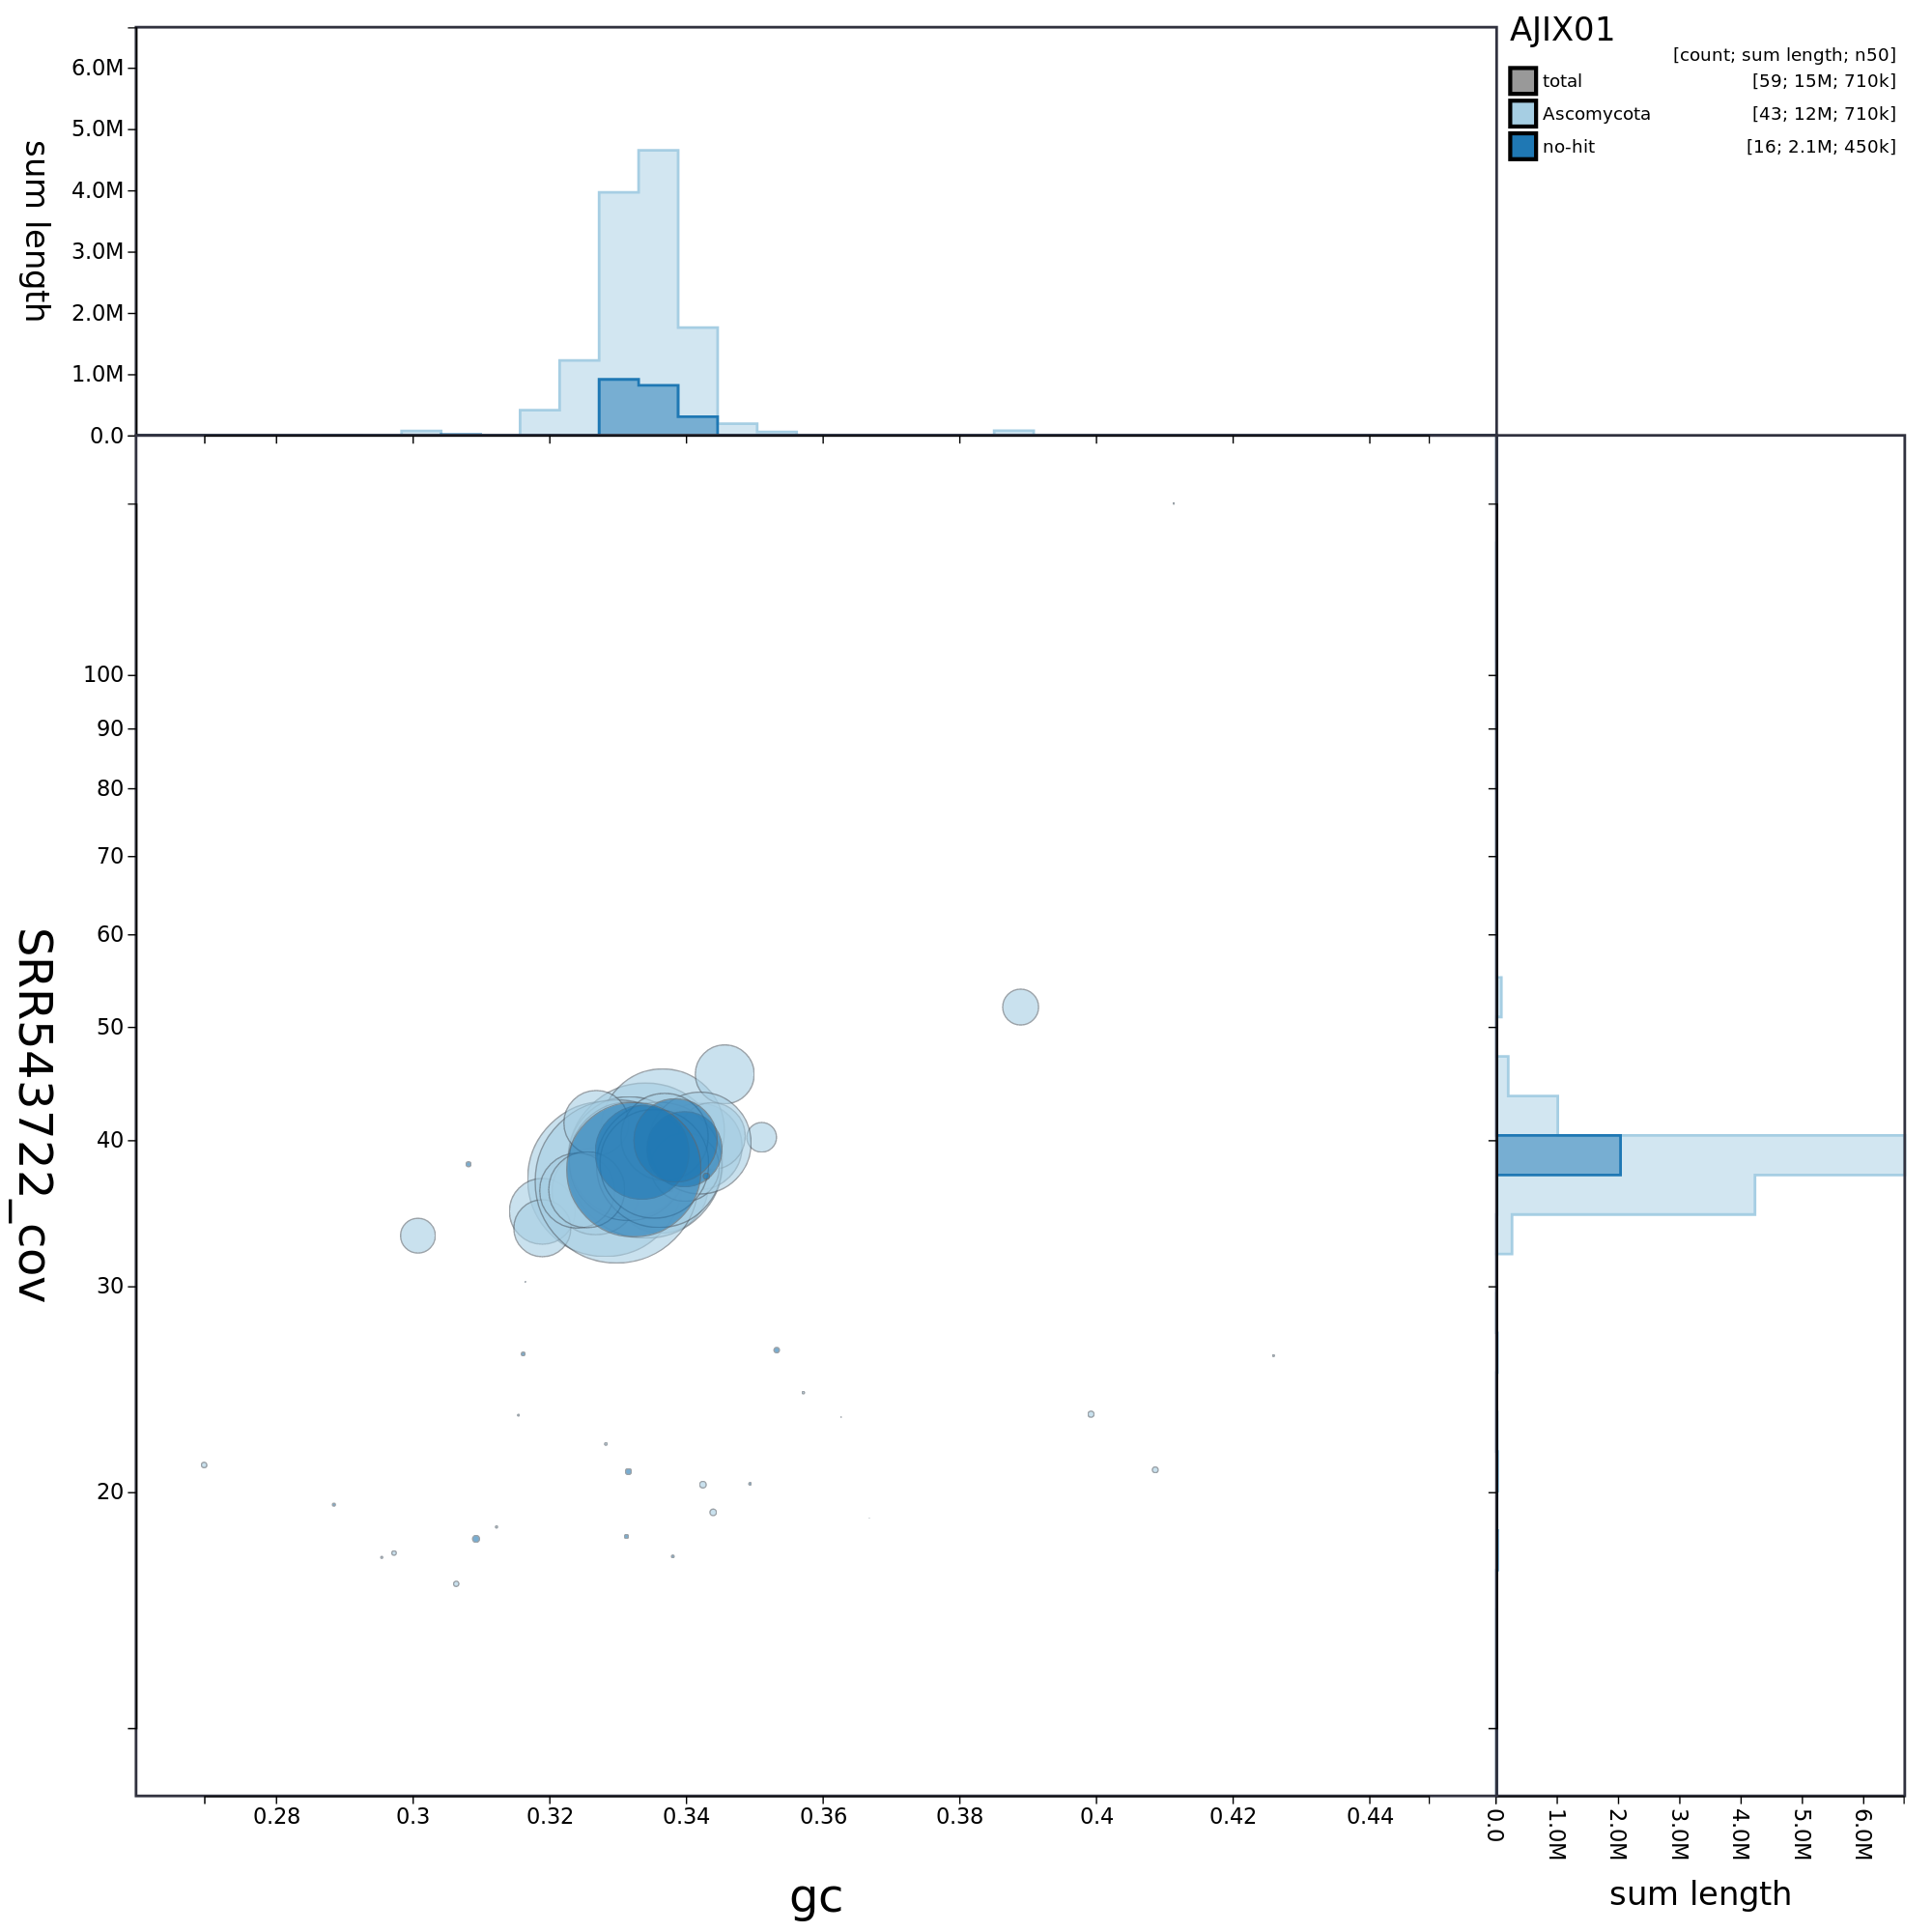 AJIX01
[count; sum length; n50]
total [59; 15M; 710k]
Ascomycota [43; 12M; 710k]
no-hit [16; 2.1M; 450k]
sum length
6.0M
5.0M
4.0M
3.0M
2.0M
1.0M
0.0
SRR543722_cov
100
90
80
70
60
50
40
30
20
0.28 0.3 0.32 0.34 0.36 0.38 0.4 0.42 0.44
gc
0.0 1.0M 2.0M 3.0M 4.0M 5.0M 6.0M
sum length